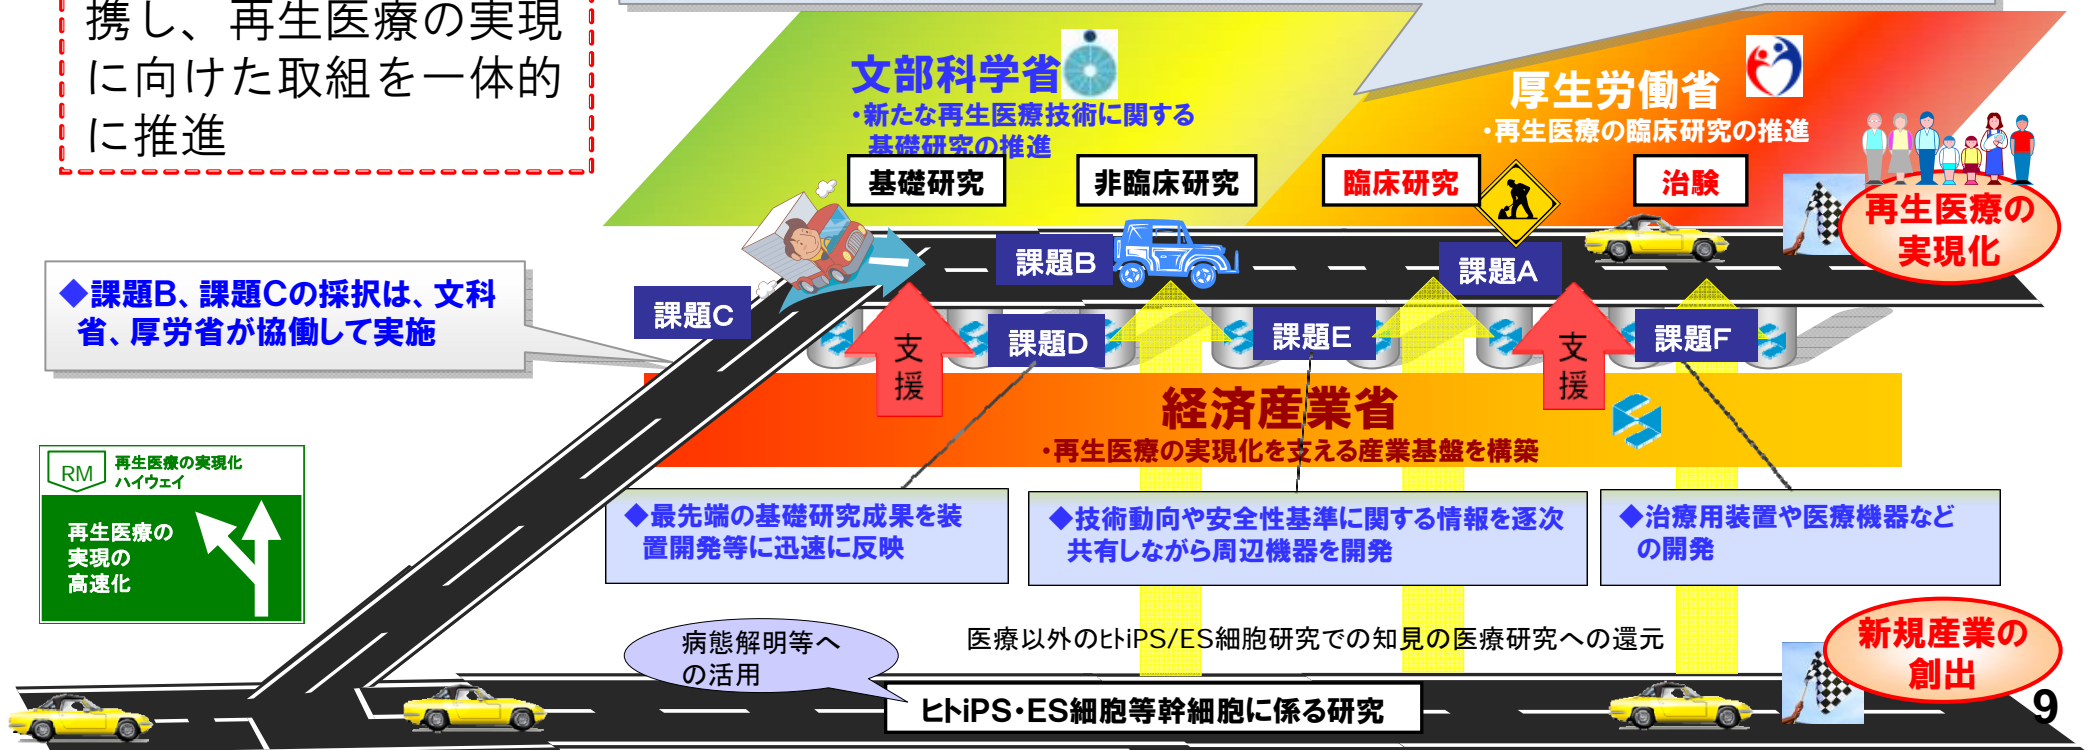 携し、再生医療の実現
に向けた取組を一体的
に推進
文部科学省
・新たな再生医療技術に関する
基礎研究の推進
厚生労働省
・再生医療の臨床研究の推進
基礎研究
非臨床研究
臨床研究
治験
再生医療の
実現化
課題B
課題A
課題C
◆課題B、課題Cの採択は、文科
省、厚労省が協働して実施
支援
課題D
課題E
支援
課題F
経済産業省
・再生医療の実現化を支える産業基盤を構築
RM
再生医療の実現化
ハイウェイ
再生医療の
実現の
高速化
◆最先端の基礎研究成果を装
置開発等に迅速に反映
◆技術動向や安全性基準に関する情報を逐次
共有しながら周辺機器を開発
◆治療用装置や医療機器など
の開発
病態解明等へ
の活用
医療以外のﾋﾄiPS/ES細胞研究での知見の医療研究への還元
新規産業の
創出
ﾋﾄiPS・ES細胞等幹細胞に係る研究
9